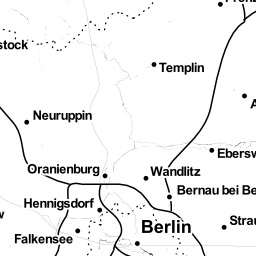 stock
Templin
Neuruppin
Ebersw
Oranienburg
Wandlitz
Bernau bei Be
Hennigsdorf
Strau
Berlin
Falkensee